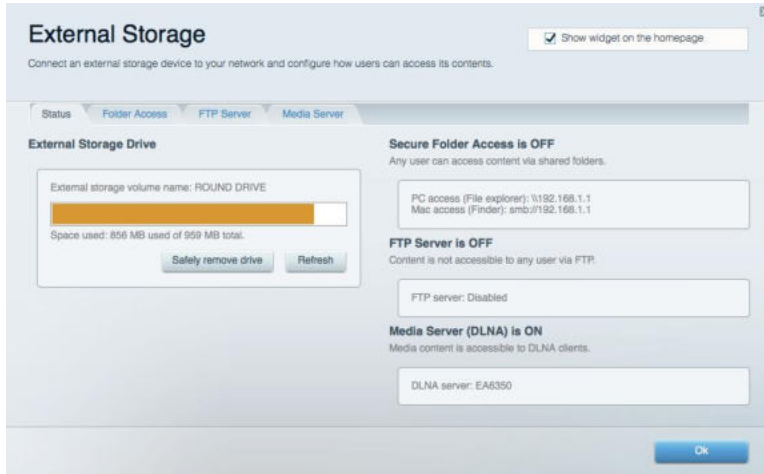 External Storage
Show widget on the homepage
Connect an external storage device to your network and configure how users can access its contents.
Status
Folder Access
FTP Server
Media Server
External Storage Drive
External storage volume name: ROUND DRIVE
Space used: 856 MB used of 959 MB total.
Safely remove drive
Refresh
Secure Folder Access is OFF
Any user can access content via shared folders.
PC access (File explorer): \\192.168.1.1
Mac access (Finder): smb://192.168.1.1
FTP Server is OFF
Content is not accessible to any user via FTP.
FTP server: Disabled
Media Server (DLNA) is ON
Media content is accessible to DLNA clients.
DLNA server: EA6350
Ok